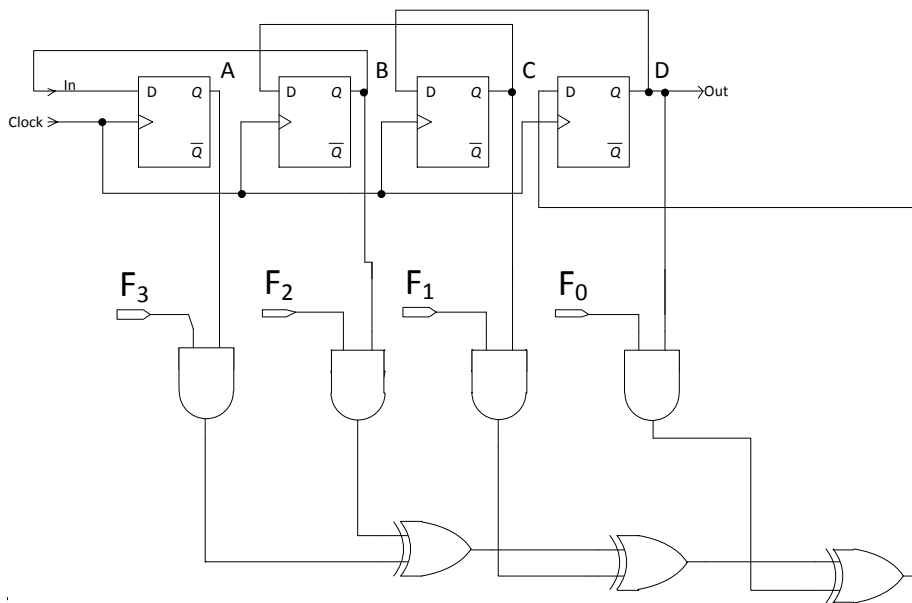 A B C D
In D Q D Q D Q D Q Out
Clock
Q Q Q Q
F3 F2 F1 F0